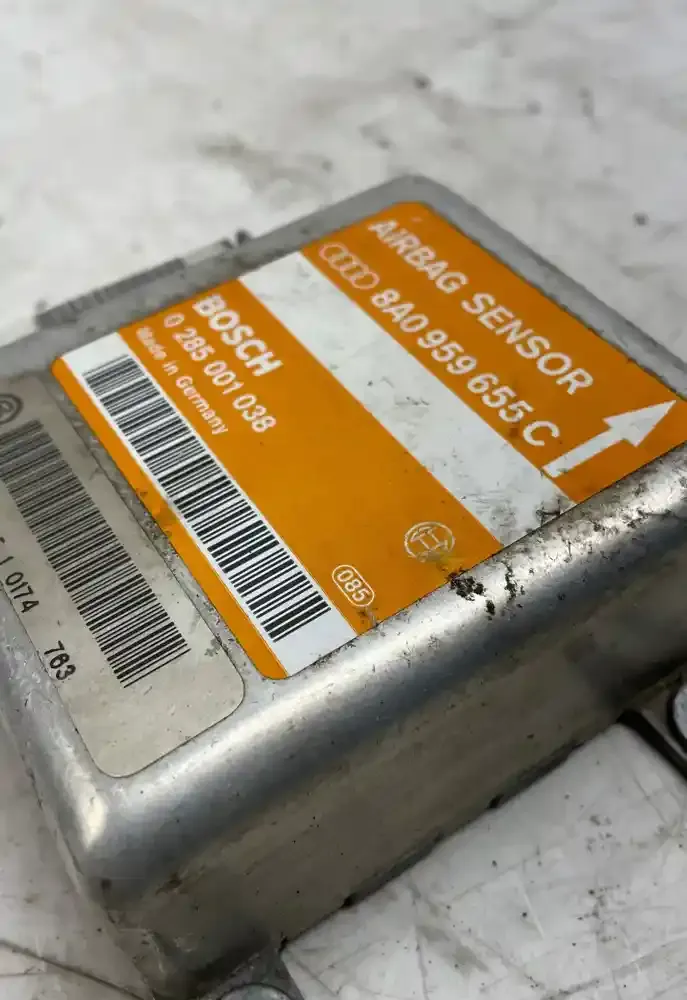 AIRBAG SENSOR
8A0 959 655 C
BOSCH
0 285 001 038
Made in Germany
085
0174 763